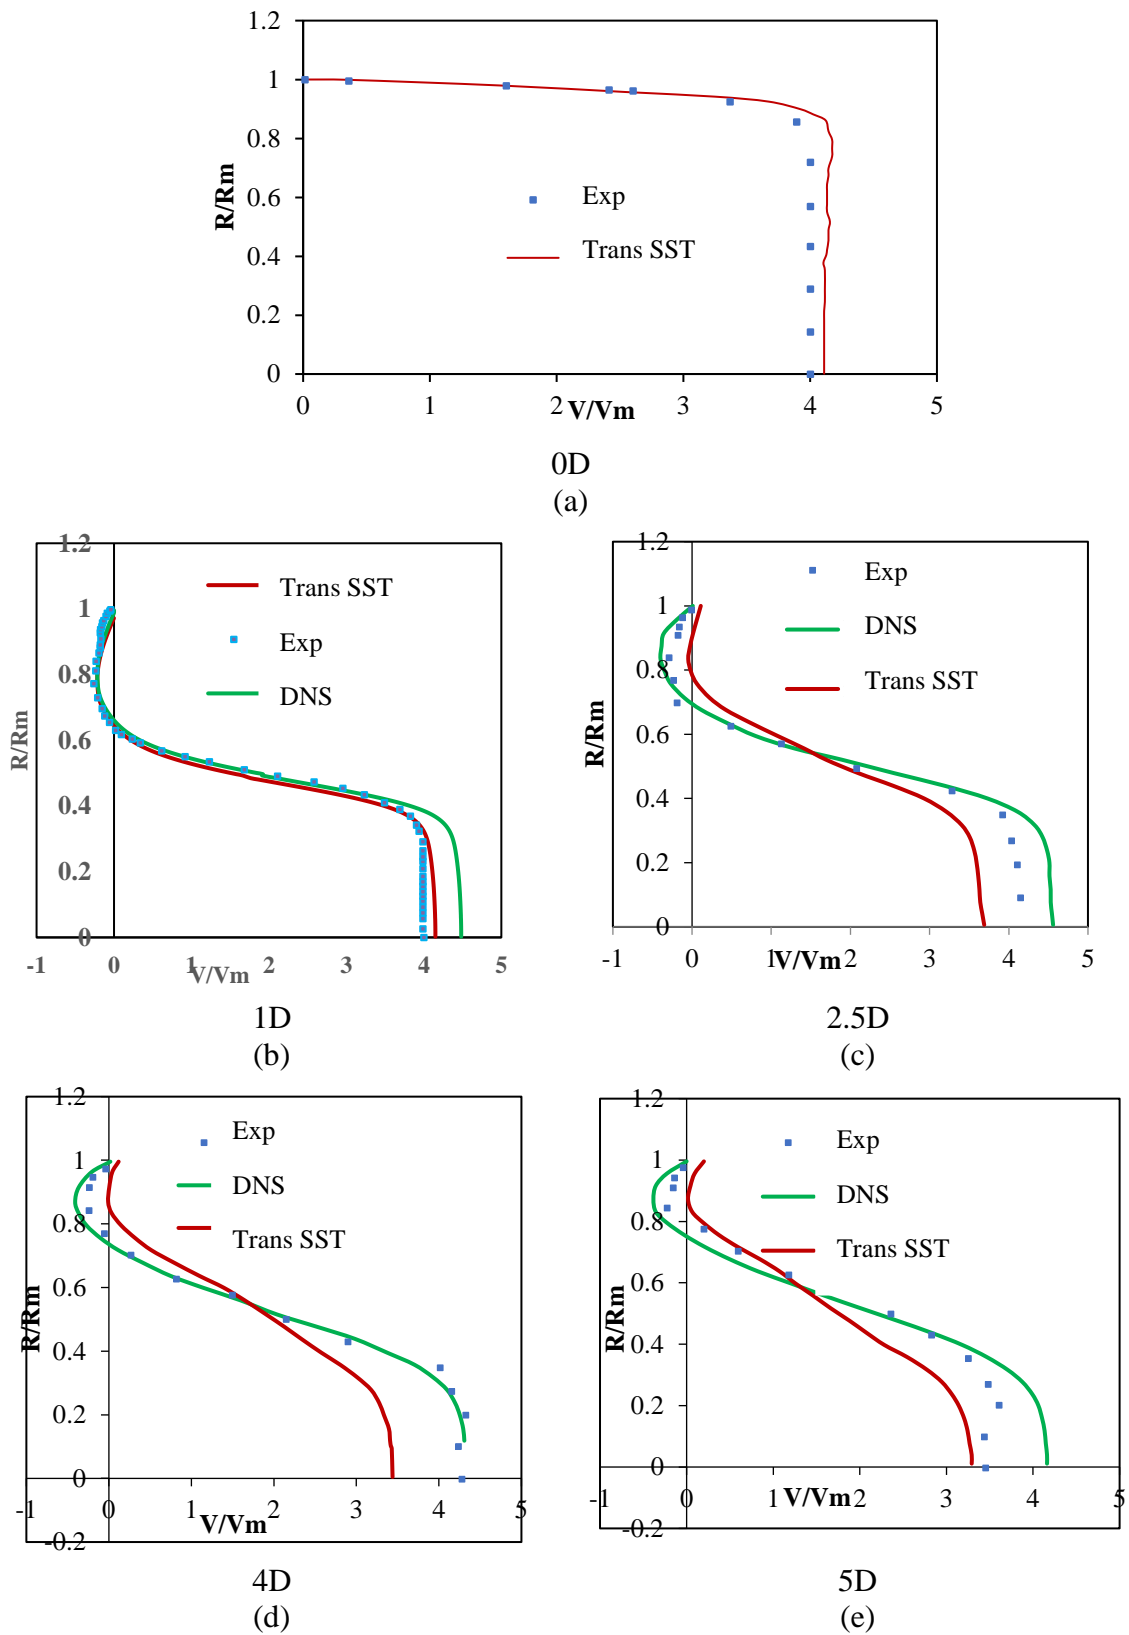 1.2
1
0.8
0.6
0.4
0.2
0
R/Rm
Exp
Trans SST
0 1 2 3 4 5
V/Vm
0D
(a)
1.2
1
0.8
0.6
0.4
0.2
0
R/Rm
Trans SST
Exp
DNS
-1 0 1 2 3 4 5
V/Vm
1D
(b)
1.2
1
0.8
0.6
0.4
0.2
0
R/Rm
Exp
DNS
Trans SST
-1 0 1 2 3 4 5
V/Vm
2.5D
(c)
1.2
1
0.8
0.6
0.4
0.2
0
-0.2
R/Rm
Exp
DNS
Trans SST
-1 0 1 2 3 4 5
V/Vm
4D
(d)
1.2
1
0.8
0.6
0.4
0.2
0
-0.2
R/Rm
Exp
DNS
Trans SST
-1 0 1 2 3 4 5
V/Vm
5D
(e)